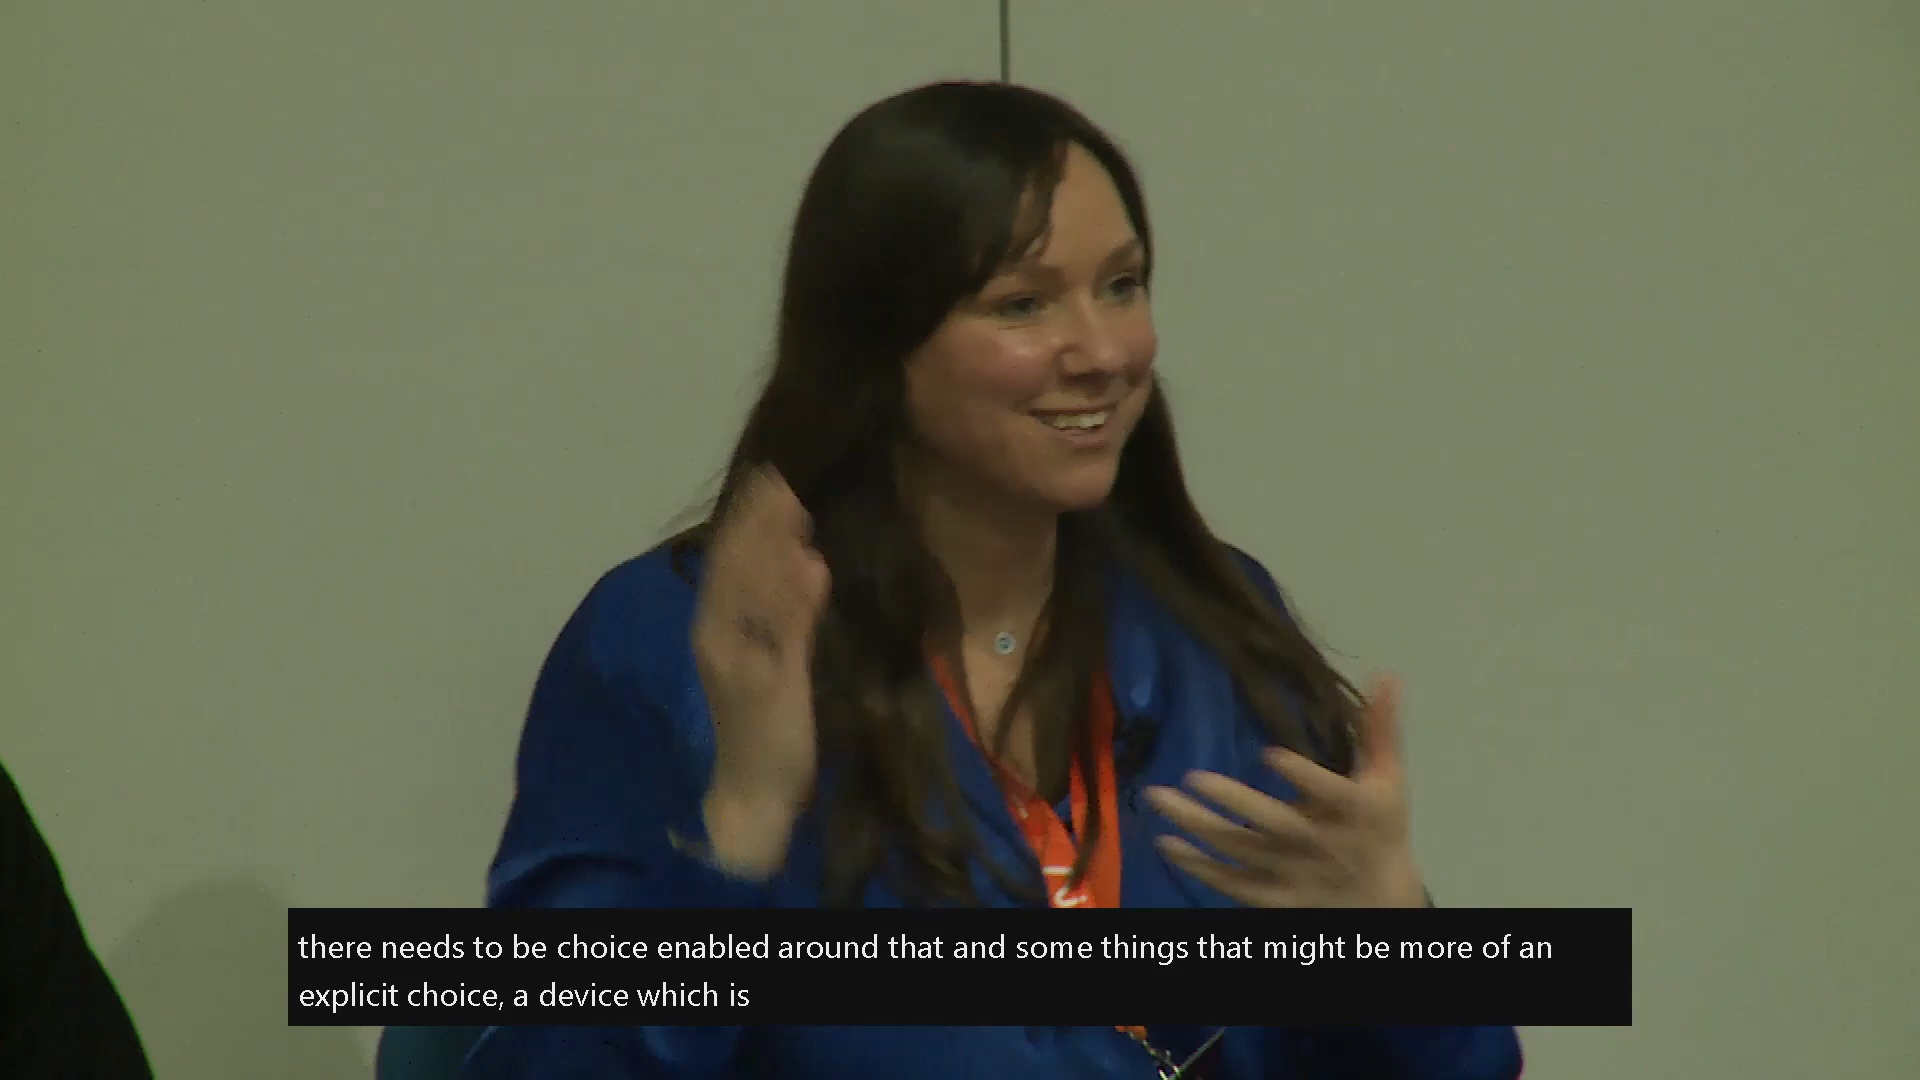 there needs to be choice enabled around that and some things that might be more of an
explicit choice, a device which is